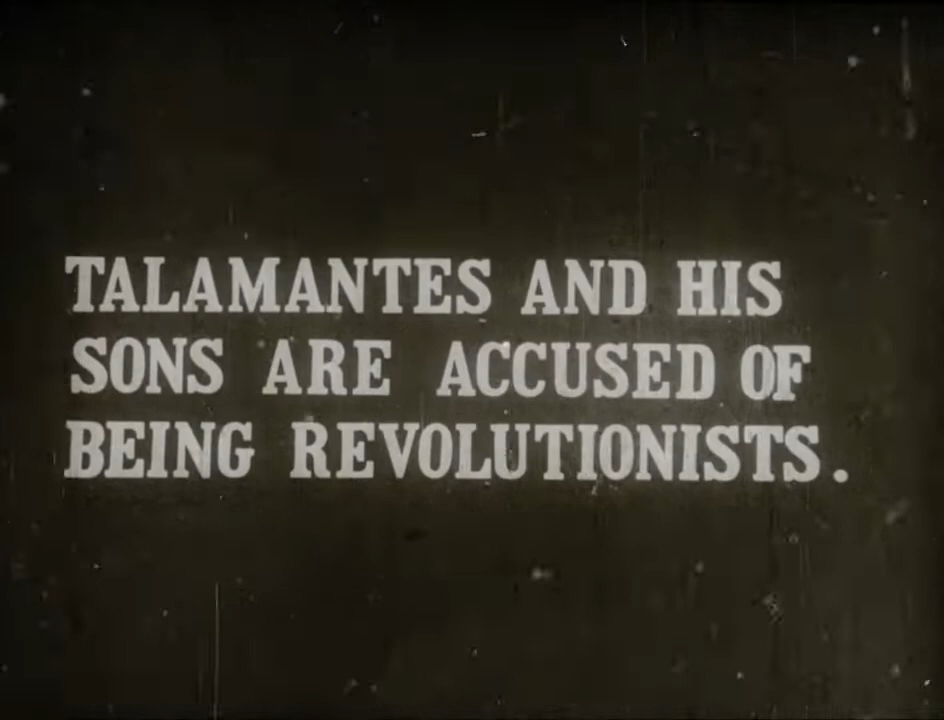 TALAMANTES AND HIS
SONS ARE ACCUSED OF
BEING REVOLUTIONISTS.